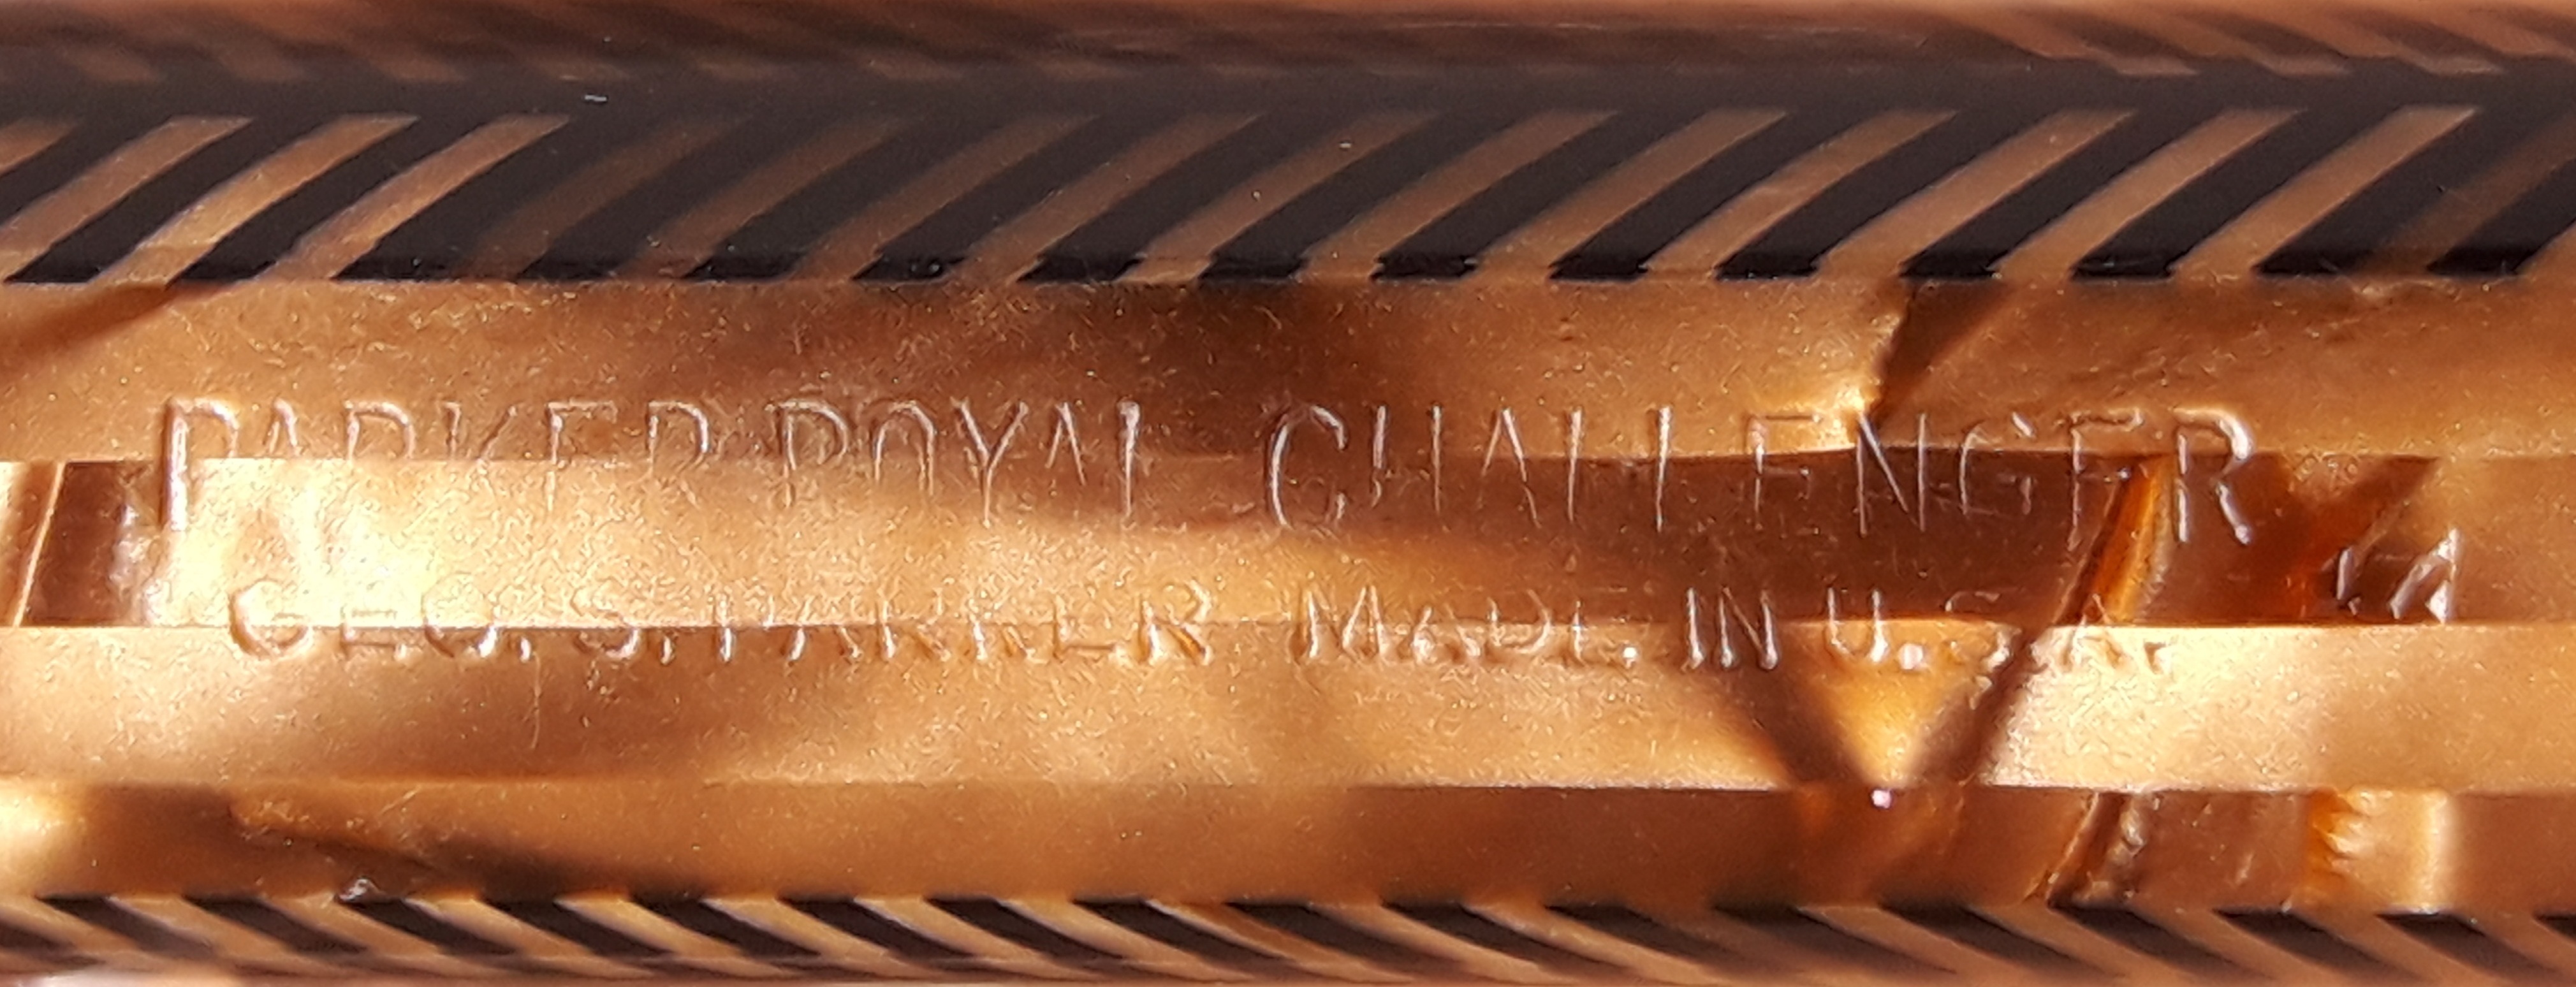 PARKER ROYAL CHALLENGER
GEO. S. PARKER MADE IN U.S.A.